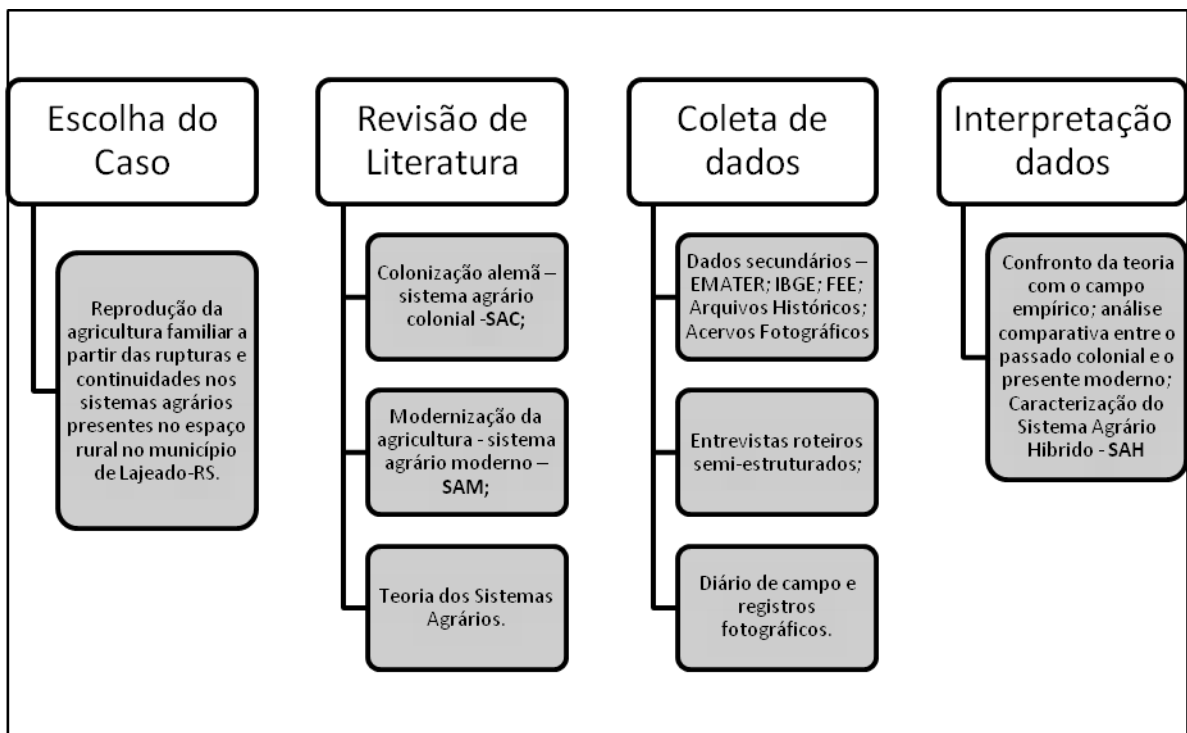 Escolha do
Caso
Reprodução da
agricultura familiar a
partir das rupturas e
continuidades nos
sistemas agrários
presentes no espaço
rural no município
de Lajeado-RS.
Revisão de
Literatura
Colonização alemã –
sistema agrário
colonial -SAC;
Modernização da
agricultura - sistema
agrário moderno –
SAM;
Teoria dos Sistemas
Agrários.
Coleta de
dados
Dados secundários –
EMATER; IBGE; FEE;
Arquivos Históricos;
Acervos Fotográficos
Entrevistas roteiros
semi-estruturados;
Diário de campo e
registros
fotográficos.
Interpretação
dados
Confronto da teoria
com o campo
empírico; análise
comparativa entre o
passado colonial e o
presente moderno;
Caracterização do
Sistema Agrário
Hibrido - SAH